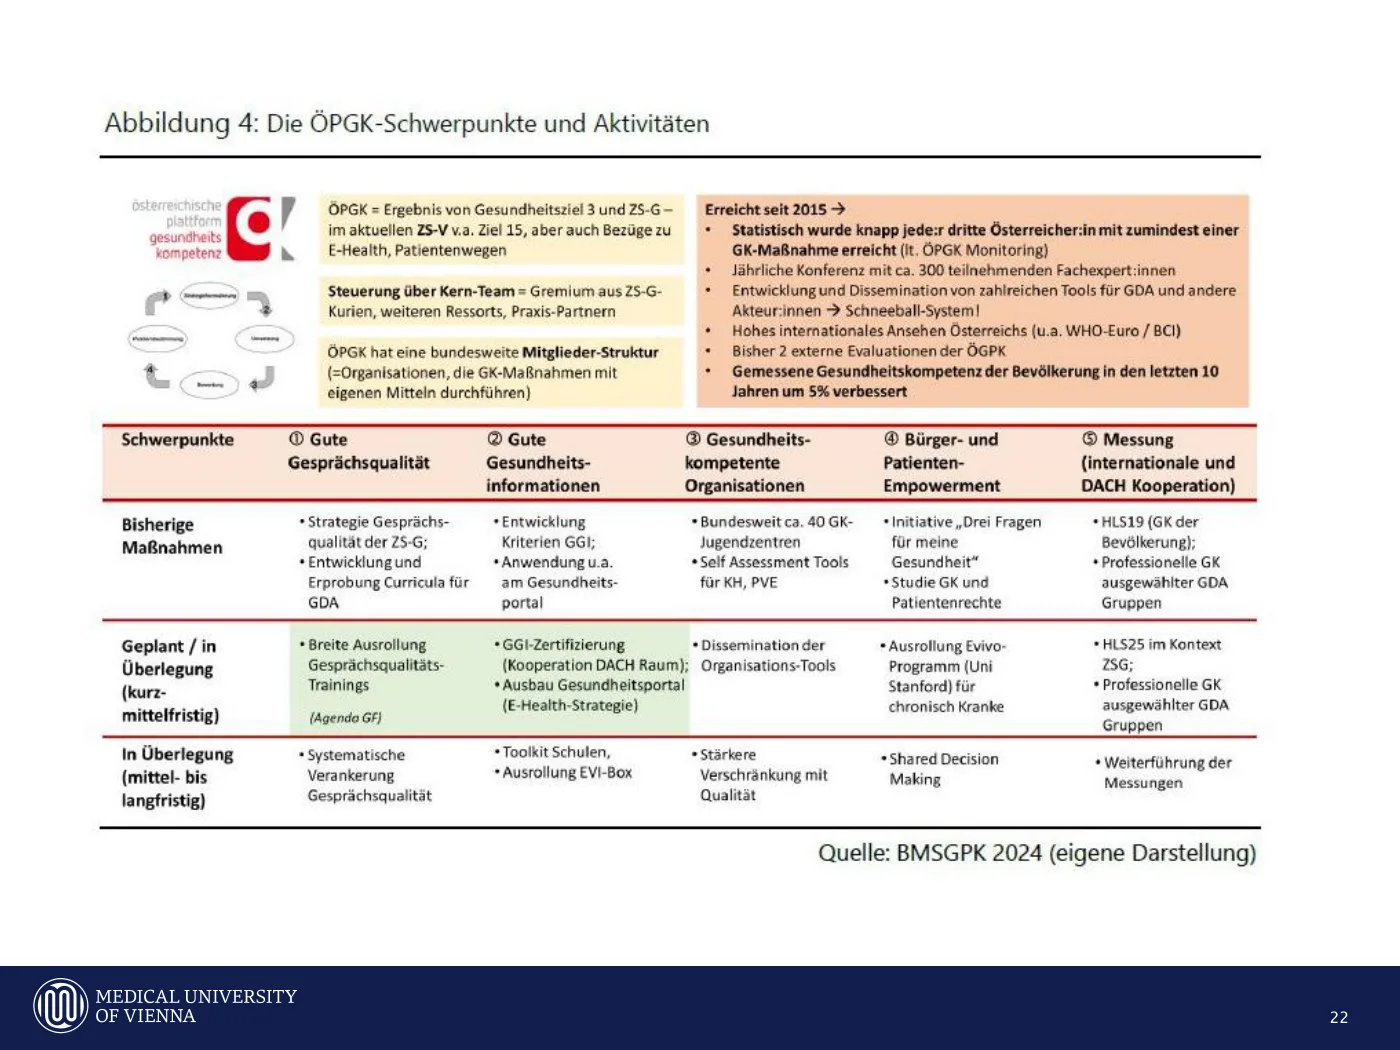 Abbildung 4: Die ÖPGK-Schwerpunkte und Aktivitäten
österreichische
plattform
gesundheits
kompetenz
ÖPGK = Ergebnis von Gesundheitsziel 3 und ZS-G –
im aktuellen ZS-V v.a. Ziel 15, aber auch Bezüge zu
E-Health, Patientenwegen
Steuerung über Kern-Team = Gremium aus ZS-G-
Kurien, weiteren Ressorts, Praxis-Partnern
ÖPGK hat eine bundesweite Mitglieder-Struktur
(=Organisationen, die GK-Maßnahmen mit
eigenen Mitteln durchführen)
Erreicht seit 2015 →
• Statistisch wurde knapp jede:r dritte Österreicher:in mit zumindest einer
GK-Maßnahme erreicht (lt. ÖPGK Monitoring)
• Jährliche Konferenz mit ca. 300 teilnehmenden Fachexpert:innen
• Entwicklung und Dissemination von zahlreichen Tools für GDA und andere
Akteur:innen → Schneeball-System!
• Hohes internationales Ansehen Österreichs (u.a. WHO-Euro / BCI)
• Bisher 2 externe Evaluationen der ÖGPK
• Gemessene Gesundheitskompetenz der Bevölkerung in den letzten 10
Jahren um 5% verbessert
Schwerpunkte
① Gute
Gesprächsqualität
② Gute
Gesundheits-
informationen
③ Gesundheits-
kompetente
Organisationen
④ Bürger- und
Patienten-
Empowerment
⑤ Messung
(internationale und
DACH Kooperation)
Bisherige
Maßnahmen
• Strategie Gesprächs-
qualität der ZS-G;
• Entwicklung und
Erprobung Curricula für
GDA
• Entwicklung
Kriterien GGI;
• Anwendung u.a.
am Gesundheits-
portal
• Bundesweit ca. 40 GK-
Jugendzentren
• Self Assessment Tools
für KH, PVE
• Initiative „Drei Fragen
für meine
Gesundheit“
• Studie GK und
Patientenrechte
• HLS19 (GK der
Bevölkerung);
• Professionelle GK
ausgewählter GDA
Gruppen
Geplant / in
Überlegung
(kurz-
mittelfristig)
• Breite Ausrollung
Gesprächsqualitäts-
Trainings
(Agenda GF)
• GGI-Zertifizierung
(Kooperation DACH Raum);
• Ausbau Gesundheitsportal
(E-Health-Strategie)
• Dissemination der
Organisations-Tools
• Ausrollung Evivo-
Programm (Uni
Stanford) für
chronisch Kranke
• HLS25 im Kontext
ZSG;
• Professionelle GK
ausgewählter GDA
Gruppen
In Überlegung
(mittel- bis
langfristig)
• Systematische
Verankerung
Gesprächsqualität
• Toolkit Schulen,
• Ausrollung EVI-Box
• Stärkere
Verschränkung mit
Qualität
• Shared Decision
Making
• Weiterführung der
Messungen
Quelle: BMSGPK 2024 (eigene Darstellung)
MEDICAL UNIVERSITY
OF VIENNA
22